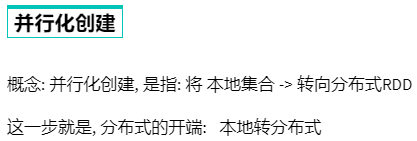 并行化创建
概念: 并行化创建, 是指: 将 本地集合 -> 转向分布式RDD
这一步就是, 分布式的开端: 本地转分布式